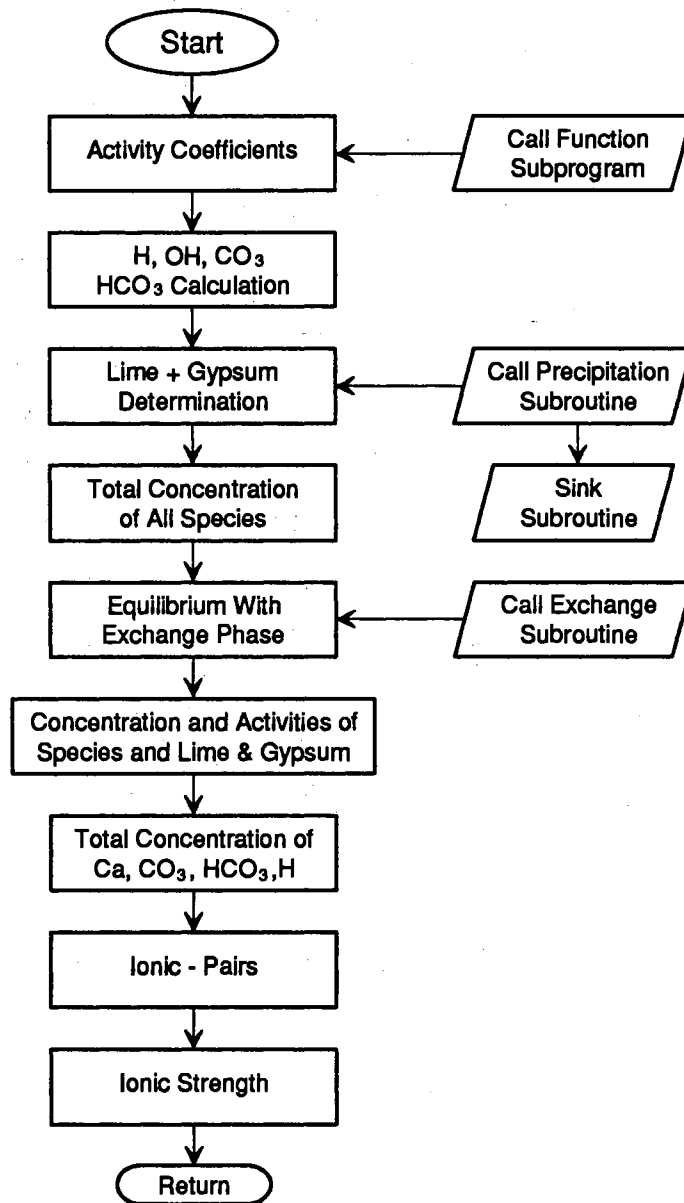 Start
Activity Coefficients
Call Function
Subprogram
H, OH, CO₃
HCO₃ Calculation
Lime + Gypsum
Determination
Call Precipitation
Subroutine
Total Concentration
of All Species
Sink
Subroutine
Equilibrium With
Exchange Phase
Call Exchange
Subroutine
Concentration and Activities of
Species and Lime & Gypsum
Total Concentration of
Ca, CO₃, HCO₃,H
Ionic - Pairs
Ionic Strength
Return